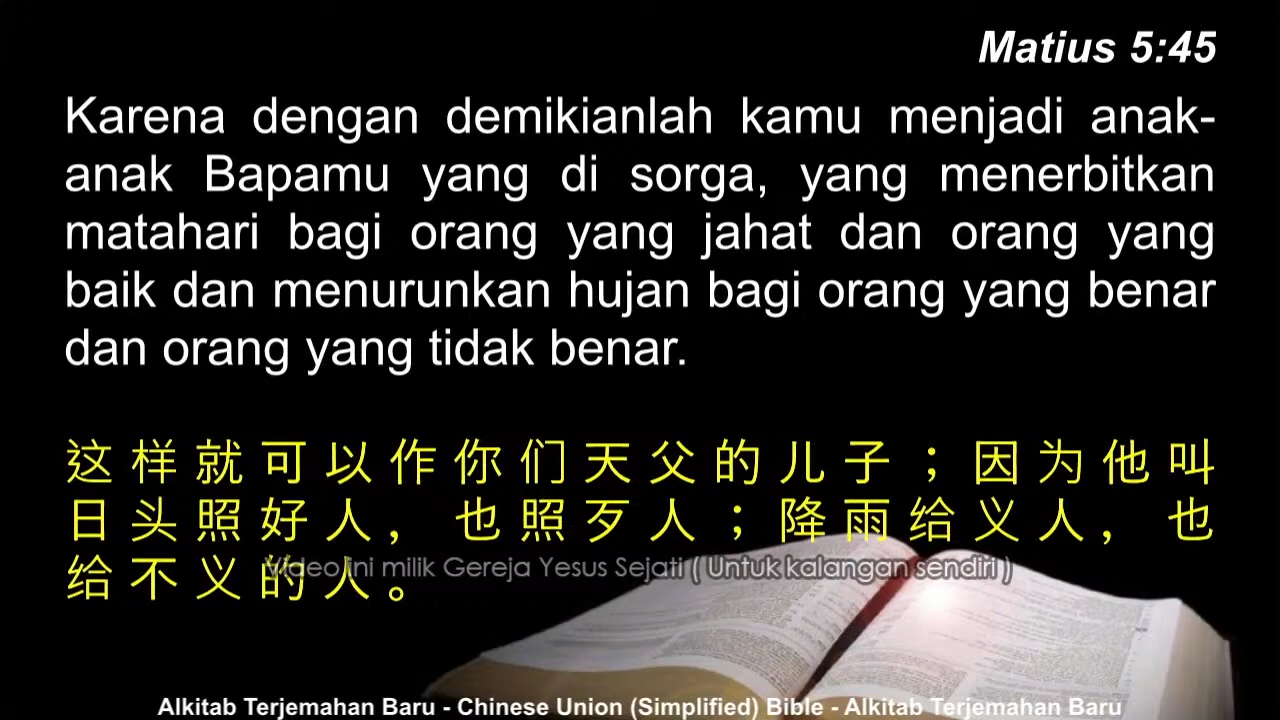 Matius 5:45
Karena dengan demikianlah kamu menjadi anak-
anak Bapamu yang di sorga, yang menerbitkan
matahari bagi orang yang jahat dan orang yang
baik dan menurunkan hujan bagi orang yang benar
dan orang yang tidak benar.
这样就可以作你们天父的儿子；因为他叫
日头照好人，也照歹人；降雨给义人，也
给不义的人。
Video ini milik Gereja Yesus Sejati ( Untuk kalangan sendiri )
Alkitab Terjemahan Baru - Chinese Union (Simplified) Bible - Alkitab Terjemahan Baru